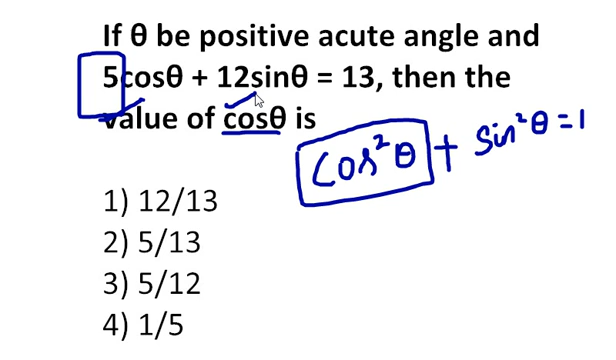 If θ be positive acute angle and
5cosθ + 12sinθ = 13, then the
value of cosθ is
cos²θ + sin²θ = 1
1) 12/13
2) 5/13
3) 5/12
4) 1/5